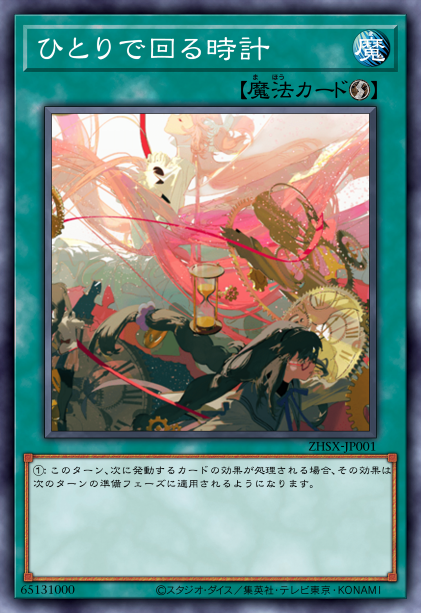 ひとりで回る時計
魔
【魔法カード】
まほう
ZHSX-JP001
①：このターン、次に発動するカードの効果が処理される場合、その効果は
次のターンの準備フェーズに適用されるようになります。
65131000
©スタジオ・ダイス／集英社・テレビ東京・KONAMI